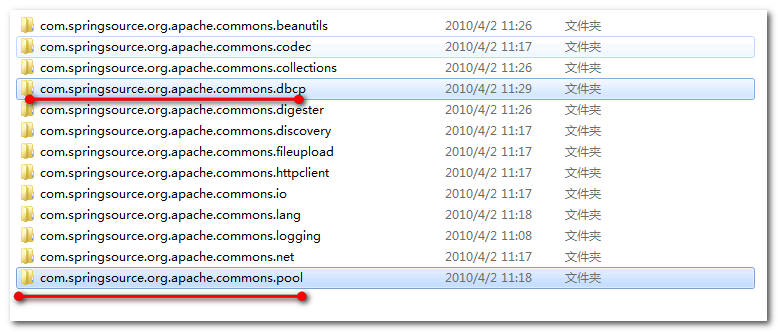 com.springsource.org.apache.commons.beanutils 2010/4/2 11:26 文件夹
com.springsource.org.apache.commons.codec 2010/4/2 11:17 文件夹
com.springsource.org.apache.commons.collections 2010/4/2 11:26 文件夹
com.springsource.org.apache.commons.dbcp 2010/4/2 11:29 文件夹
com.springsource.org.apache.commons.digester 2010/4/2 11:26 文件夹
com.springsource.org.apache.commons.discovery 2010/4/2 11:17 文件夹
com.springsource.org.apache.commons.fileupload 2010/4/2 11:17 文件夹
com.springsource.org.apache.commons.httpclient 2010/4/2 11:17 文件夹
com.springsource.org.apache.commons.io 2010/4/2 11:17 文件夹
com.springsource.org.apache.commons.lang 2010/4/2 11:18 文件夹
com.springsource.org.apache.commons.logging 2010/4/2 11:08 文件夹
com.springsource.org.apache.commons.net 2010/4/2 11:17 文件夹
com.springsource.org.apache.commons.pool 2010/4/2 11:18 文件夹